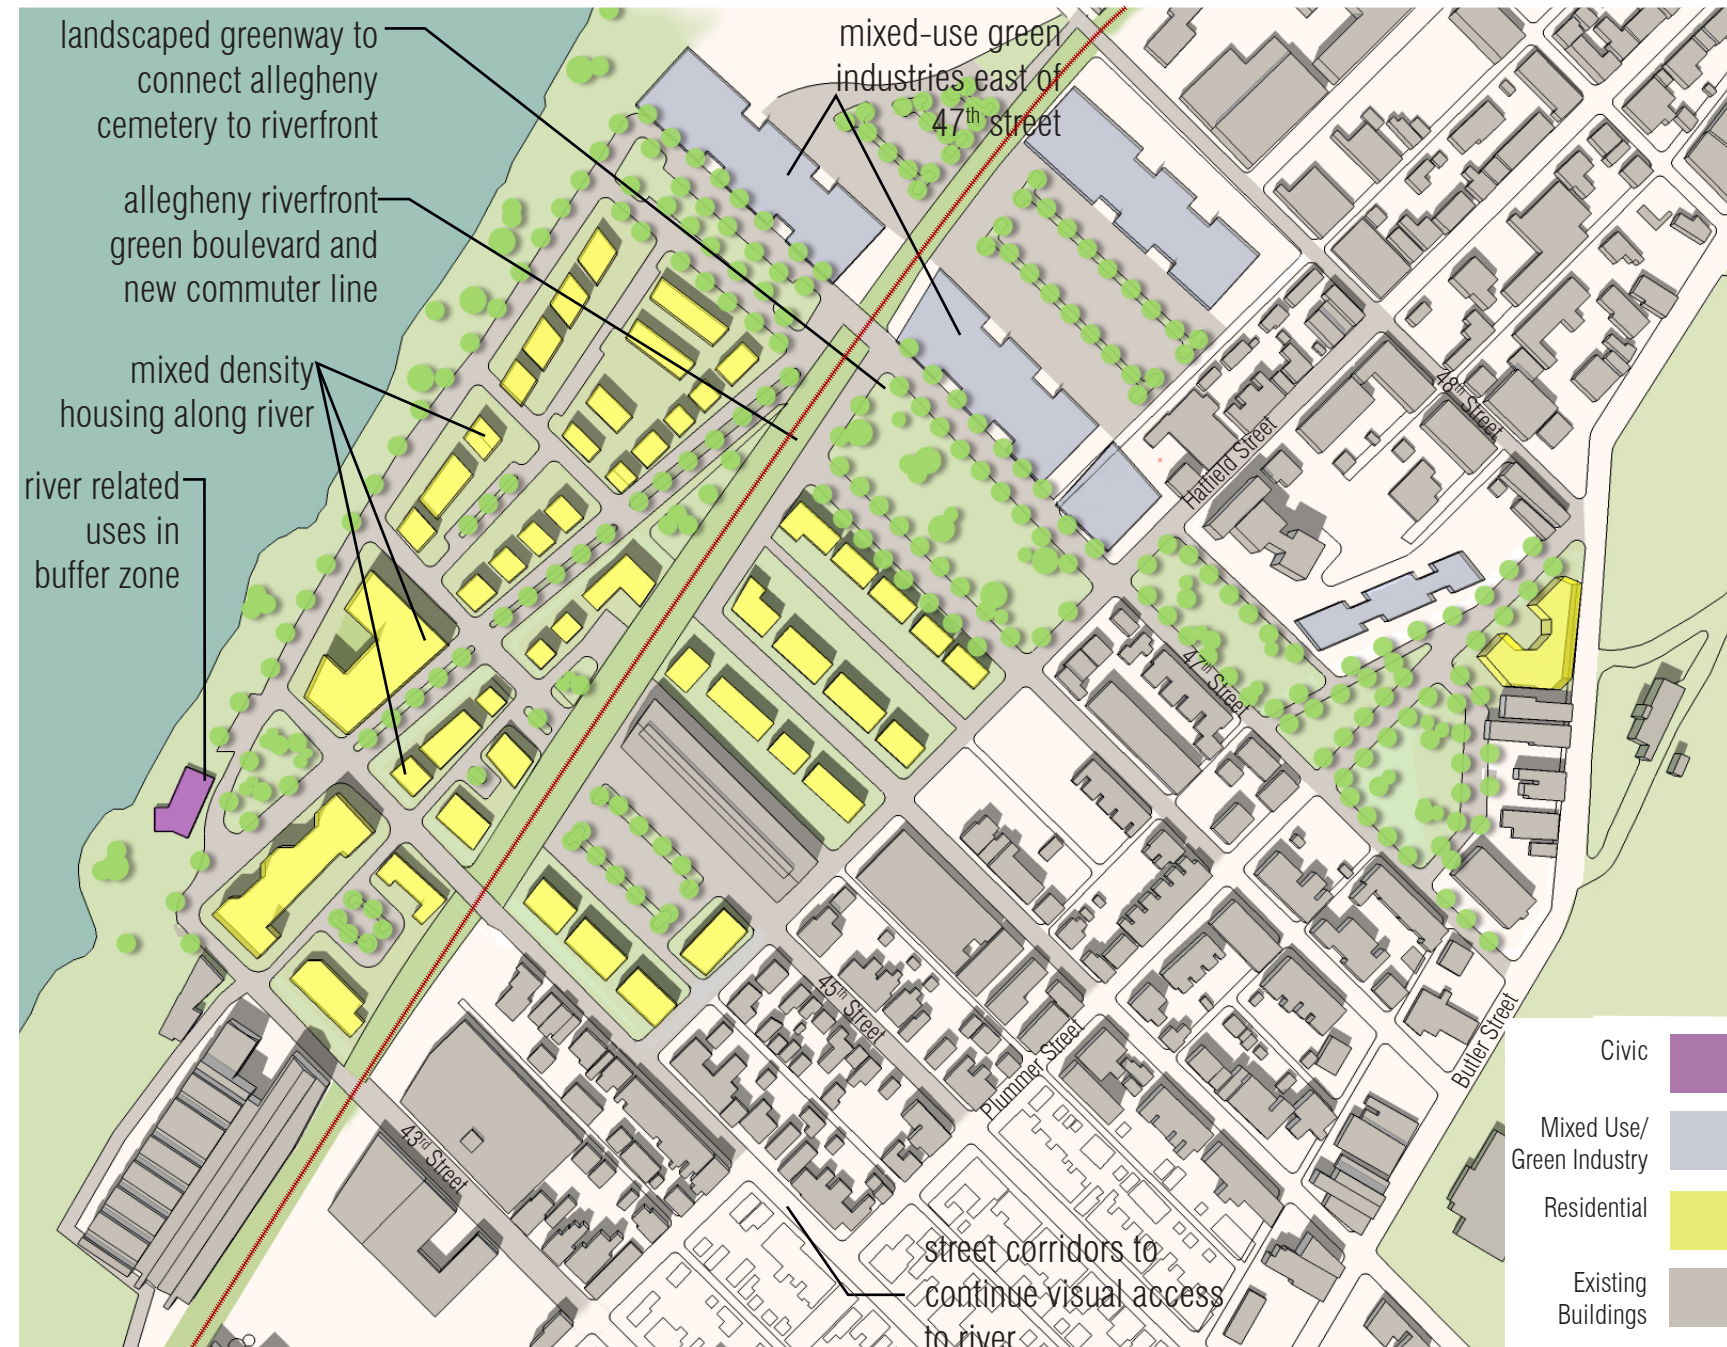 landscaped greenway to
connect allegheny
cemetery to riverfront
mixed-use green
industries east of
47th street
allegheny riverfront
green boulevard and
new commuter line
mixed density
housing along river
river related
uses in
buffer zone
48th Street
Hatfield Street
47th Street
45th Street
Plummer Street
Butler Street
43rd Street
street corridors to
continue visual access
to river
Civic
Mixed Use/
Green Industry
Residential
Existing
Buildings